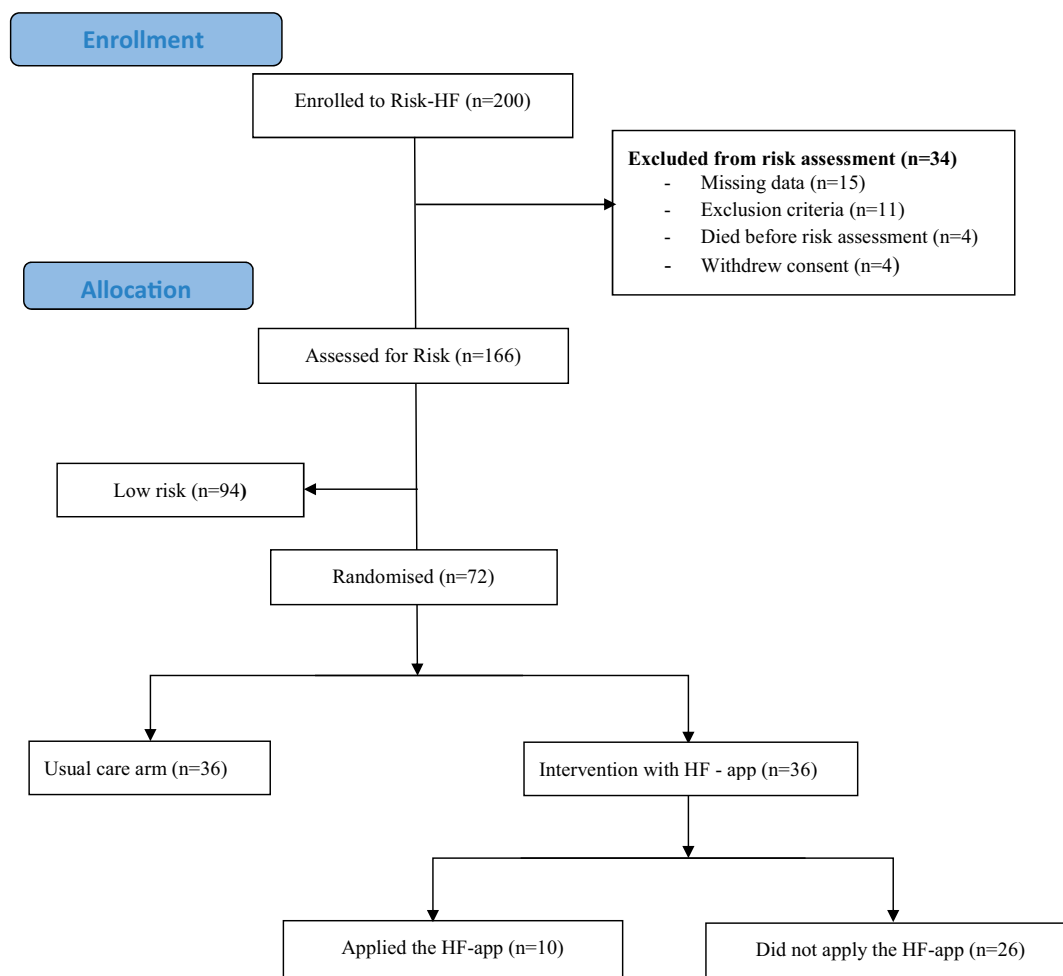 Enrollment
Enrolled to Risk-HF (n=200)
Excluded from risk assessment (n=34)
- Missing data (n=15)
- Exclusion criteria (n=11)
- Died before risk assessment (n=4)
- Withdrew consent (n=4)
Allocation
Assessed for Risk (n=166)
Low risk (n=94)
Randomised (n=72)
Usual care arm (n=36)
Intervention with HF - app (n=36)
Applied the HF-app (n=10)
Did not apply the HF-app (n=26)